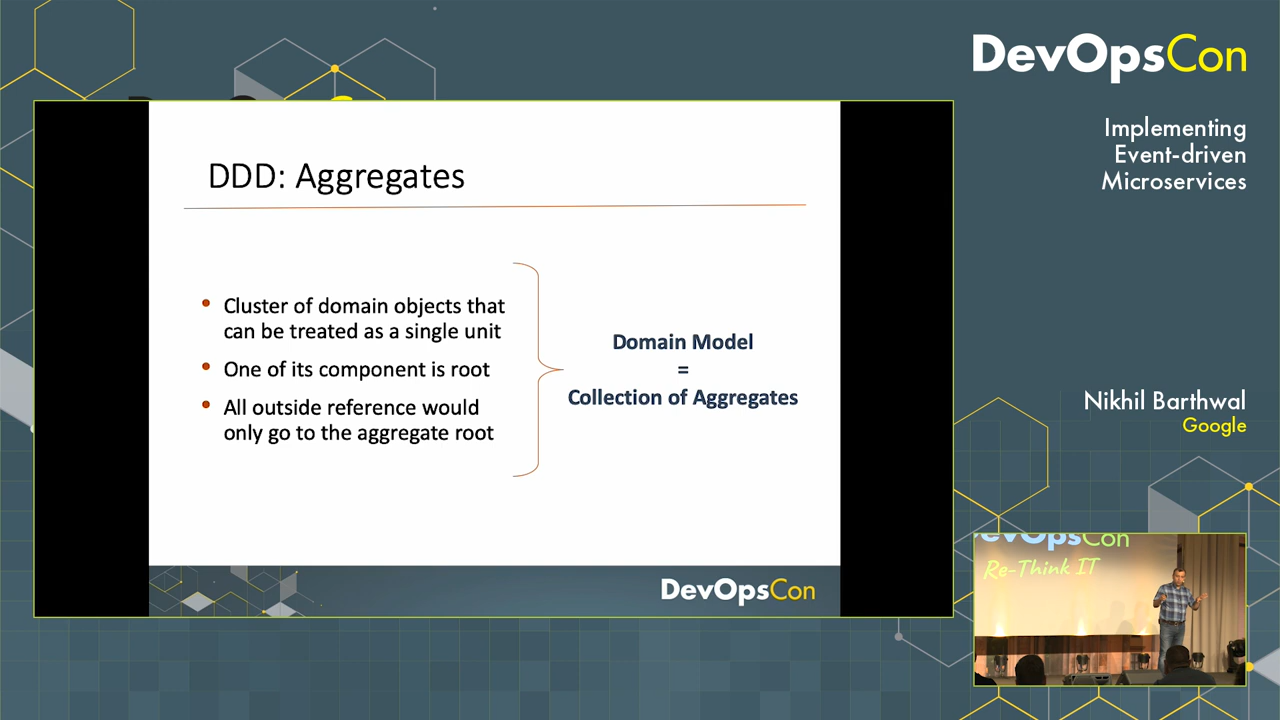 DevOpsCon
Implementing
Event-driven
Microservices
DDD: Aggregates
Cluster of domain objects that
can be treated as a single unit
One of its component is root
All outside reference would
only go to the aggregate root
Domain Model
=
Collection of Aggregates
Nikhil Barthwal
Google
DevOpsCon
DevOpsCon
Re-Think IT